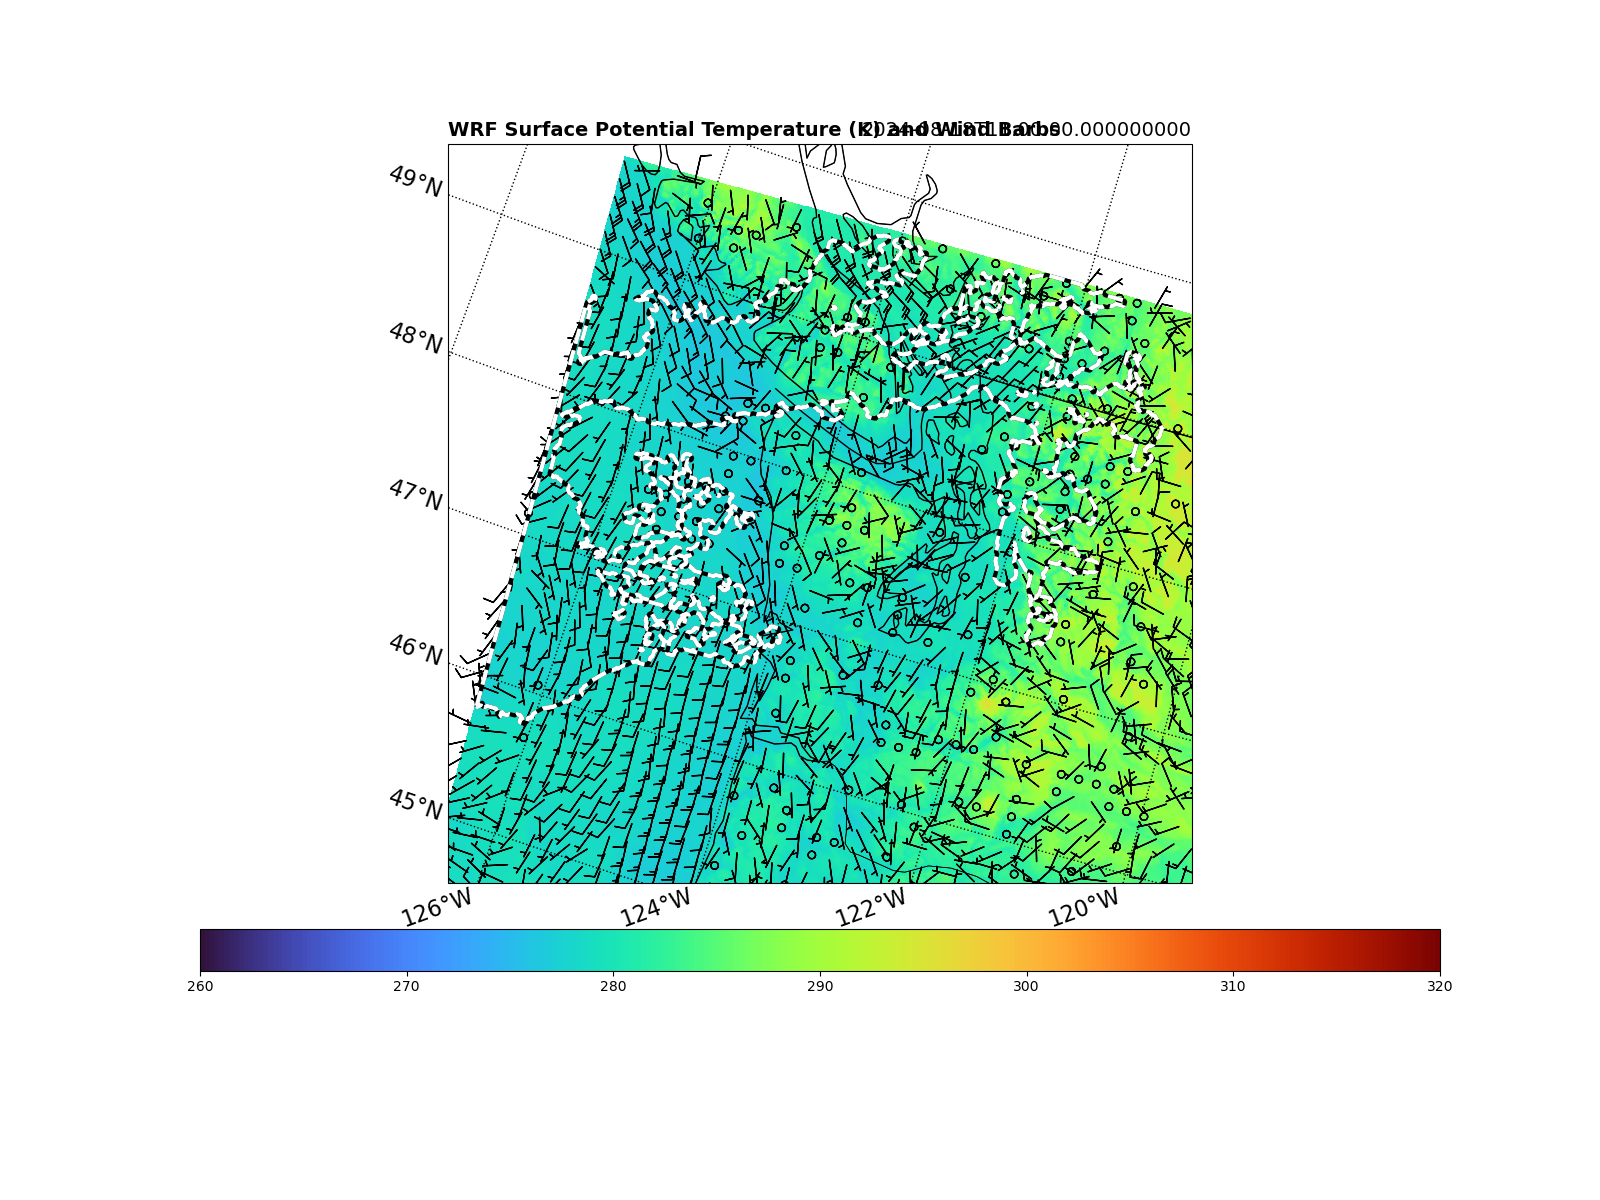 WRF Surface Potential Temperature (K) and Wind Barbs
49°N
48°N
47°N
46°N
45°N
126°W 124°W 122°W 120°W
260 270 280 290 300 310 320